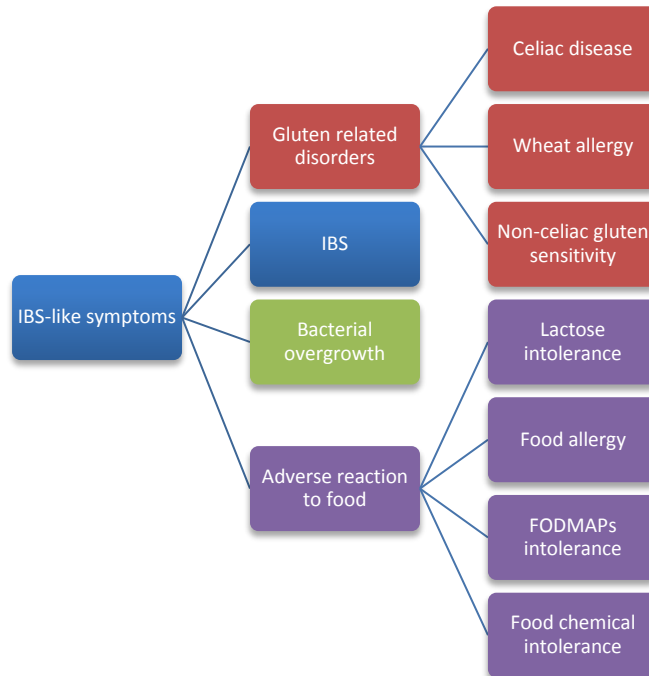 Celiac disease
Gluten related
disorders
Wheat allergy
IBS
Non-celiac gluten
sensitivity
IBS-like symptoms
Bacterial
overgrowth
Lactose
intolerance
Food allergy
Adverse reaction
to food
FODMAPs
intolerance
Food chemical
intolerance